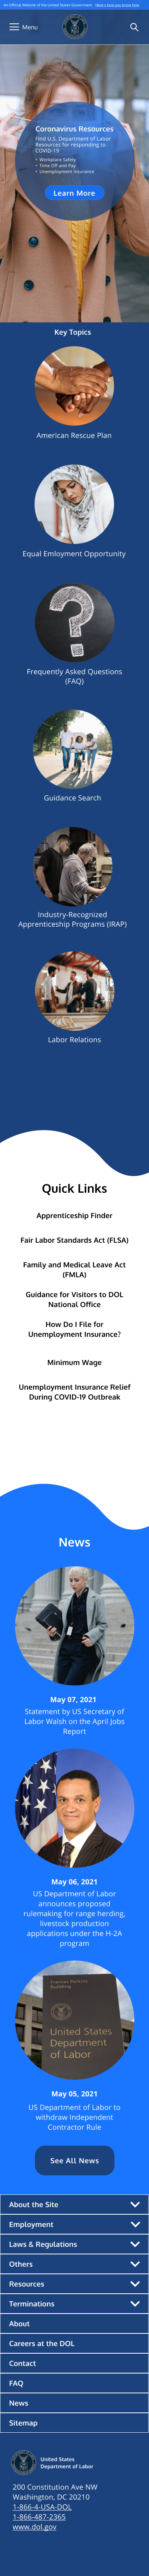 An Official Website of the United States Government Here's how you know how
Menu
Coronavirus Resources
Find U.S. Department of Labor
Resources for responding to
COVID-19
• Workplace Safety
• Time Off and Pay
• Unemployment Insurance
Learn More
Key Topics
American Rescue Plan
Equal Emloyment Opportunity
Frequently Asked Questions
(FAQ)
Guidance Search
Industry-Recognized
Apprenticeship Programs (IRAP)
Labor Relations
Quick Links
Apprenticeship Finder
Fair Labor Standards Act (FLSA)
Family and Medical Leave Act
(FMLA)
Guidance for Visitors to DOL
National Office
How Do I File for
Unemployment Insurance?
Minimum Wage
Unemployment Insurance Relief
During COVID-19 Outbreak
News
May 07, 2021
Statement by US Secretary of
Labor Walsh on the April Jobs
Report
May 06, 2021
US Department of Labor
announces proposed
rulemaking for range herding,
livestock production
applications under the H-2A
program
Frances Perkins
Building
United States
Department
of Labor
May 05, 2021
US Department of Labor to
withdraw Independent
Contractor Rule
See All News
About the Site
Employment
Laws & Regulations
Others
Resources
Terminations
About
Careers at the DOL
Contact
FAQ
News
Sitemap
United States
Department of Labor
200 Constitution Ave NW
Washington, DC 20210
1-866-4-USA-DOL
1-866-487-2365
www.dol.gov